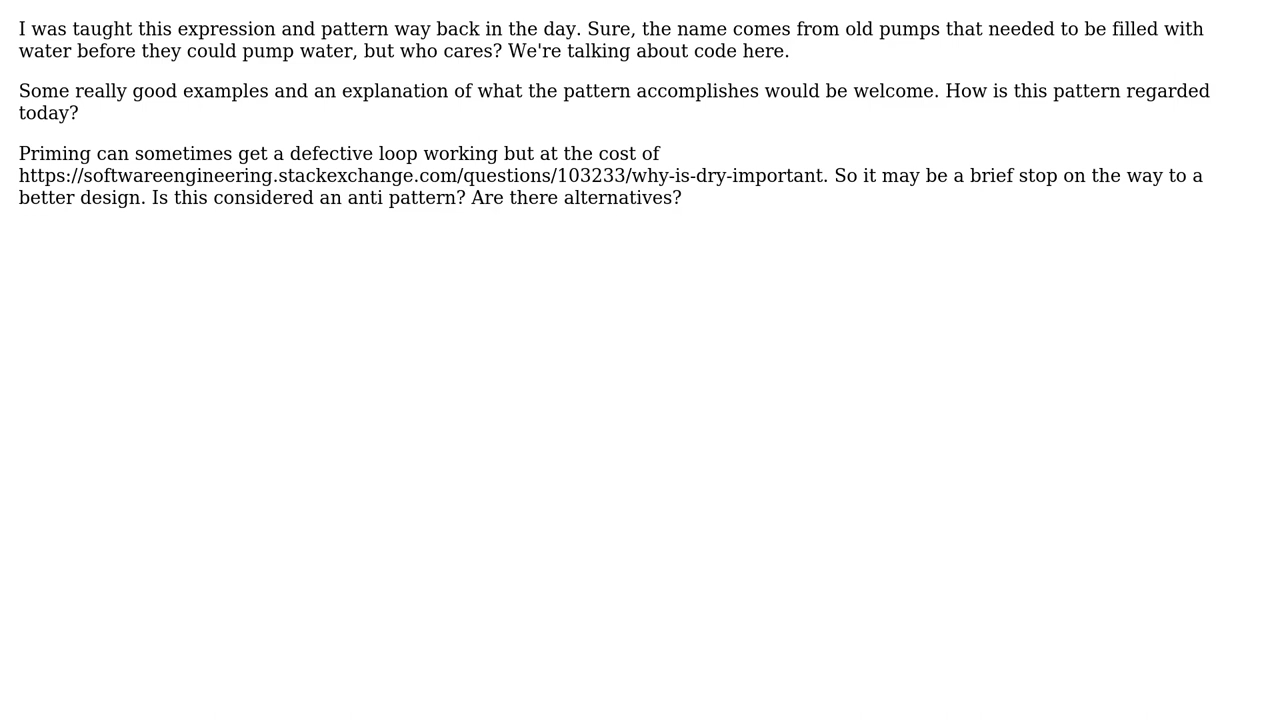 I was taught this expression and pattern way back in the day. Sure, the name comes from old pumps that needed to be filled with
water before they could pump water, but who cares? We're talking about code here.
Some really good examples and an explanation of what the pattern accomplishes would be welcome. How is this pattern regarded
today?
Priming can sometimes get a defective loop working but at the cost of
https://softwareengineering.stackexchange.com/questions/103233/why-is-dry-important. So it may be a brief stop on the way to a
better design. Is this considered an anti pattern? Are there alternatives?